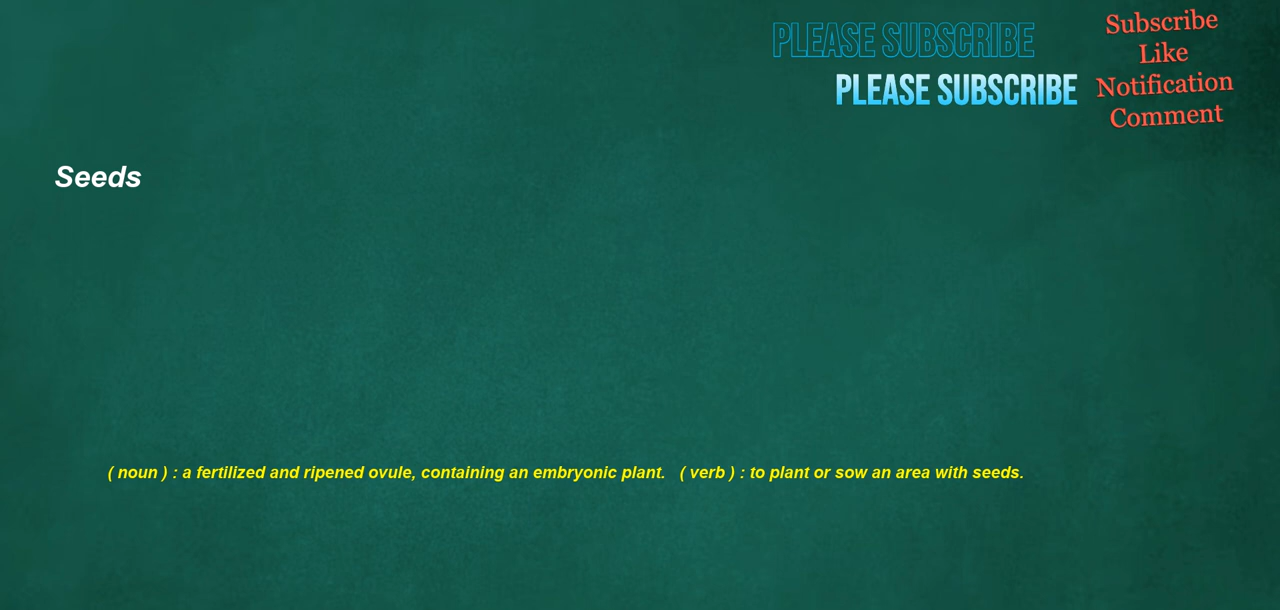 PLEASE SUBSCRIBE
PLEASE SUBSCRIBE
Subscribe
Like
Notification
Comment
Seeds
( noun ) : a fertilized and ripened ovule, containing an embryonic plant.   ( verb ) : to plant or sow an area with seeds.